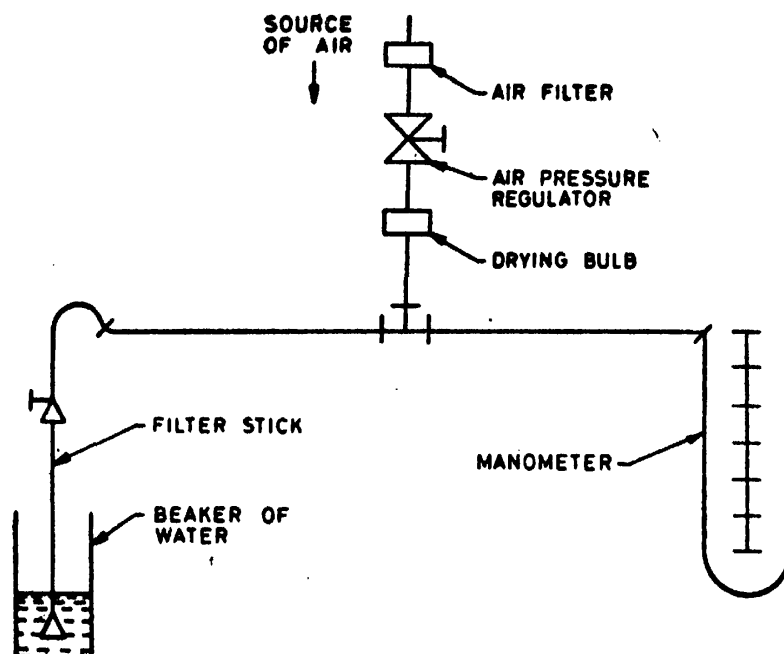 SOURCE
OF AIR
AIR FILTER
AIR PRESSURE
REGULATOR
DRYING BULB
FILTER STICK
MANOMETER
BEAKER OF
WATER